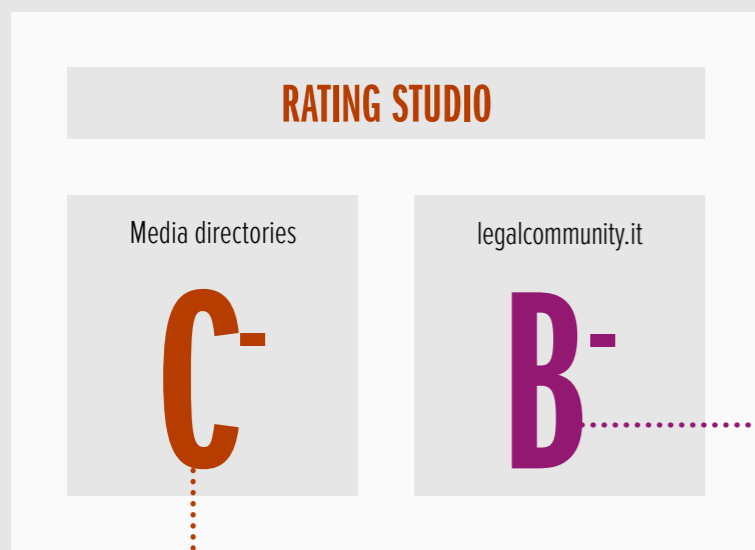 RATING STUDIO
Media directories
C-
legalcommunity.it
B-